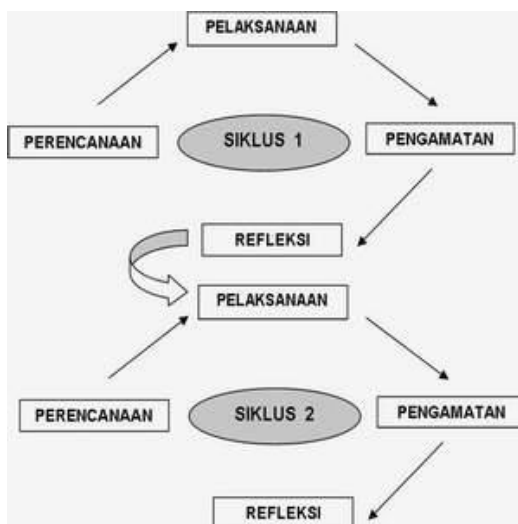 PELAKSANAAN
PERENCANAAN
SIKLUS 1
PENGAMATAN
REFLEKSI
PELAKSANAAN
PERENCANAAN
SIKLUS 2
PENGAMATAN
REFLEKSI